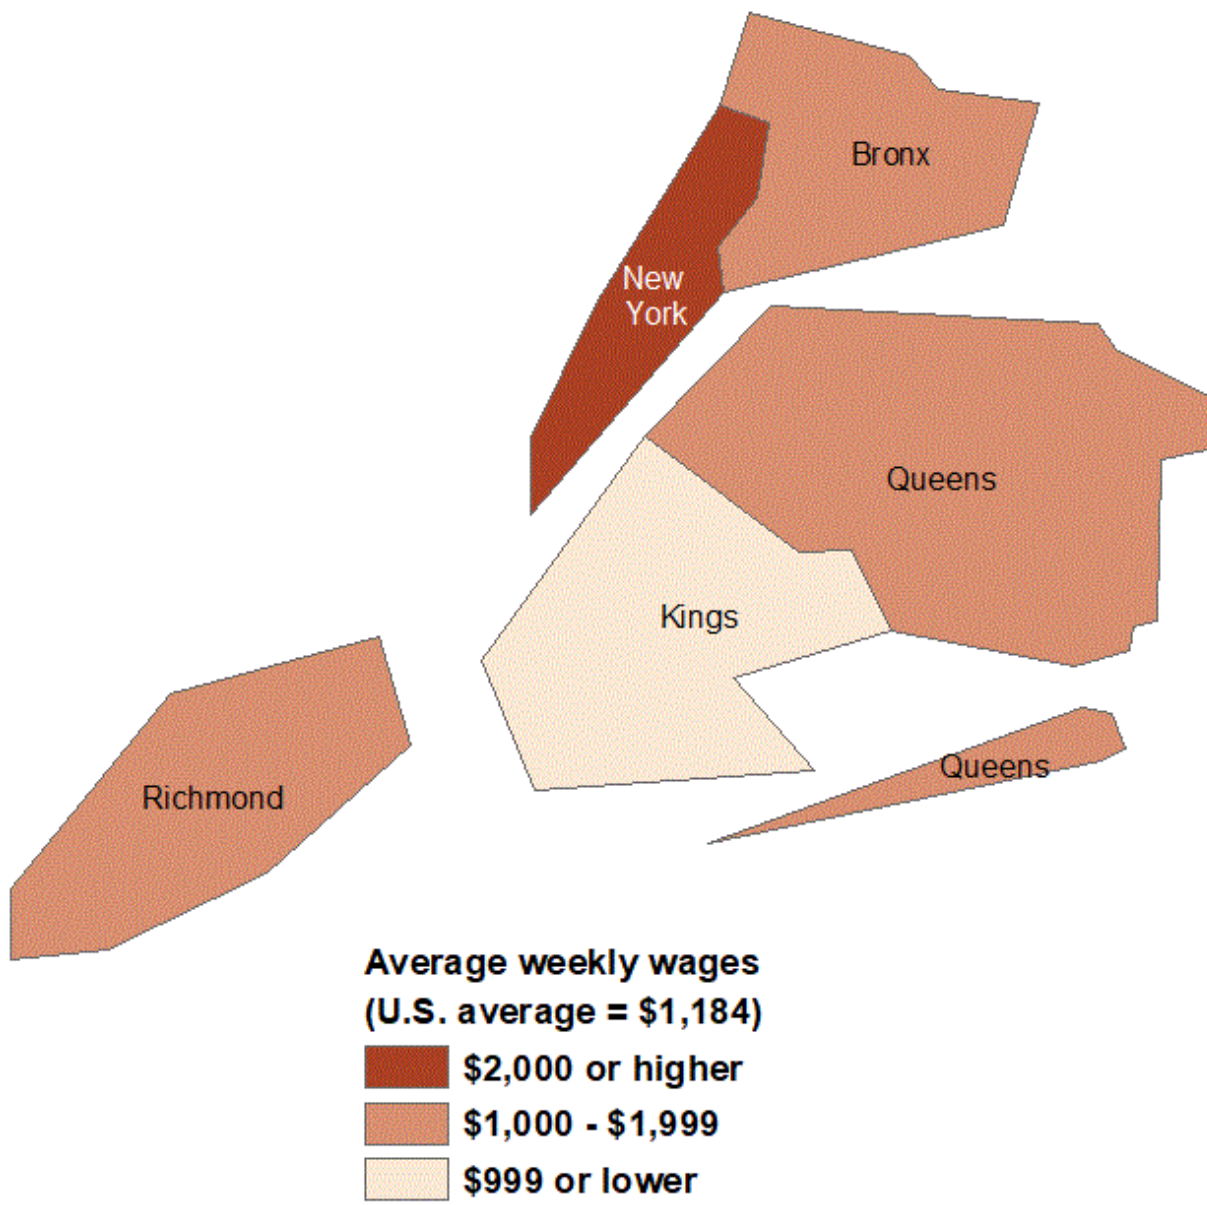 Bronx
New
York
Queens
Kings
Queens
Richmond
Average weekly wages
(U.S. average = $1,184)
$2,000 or higher
$1,000 - $1,999
$999 or lower